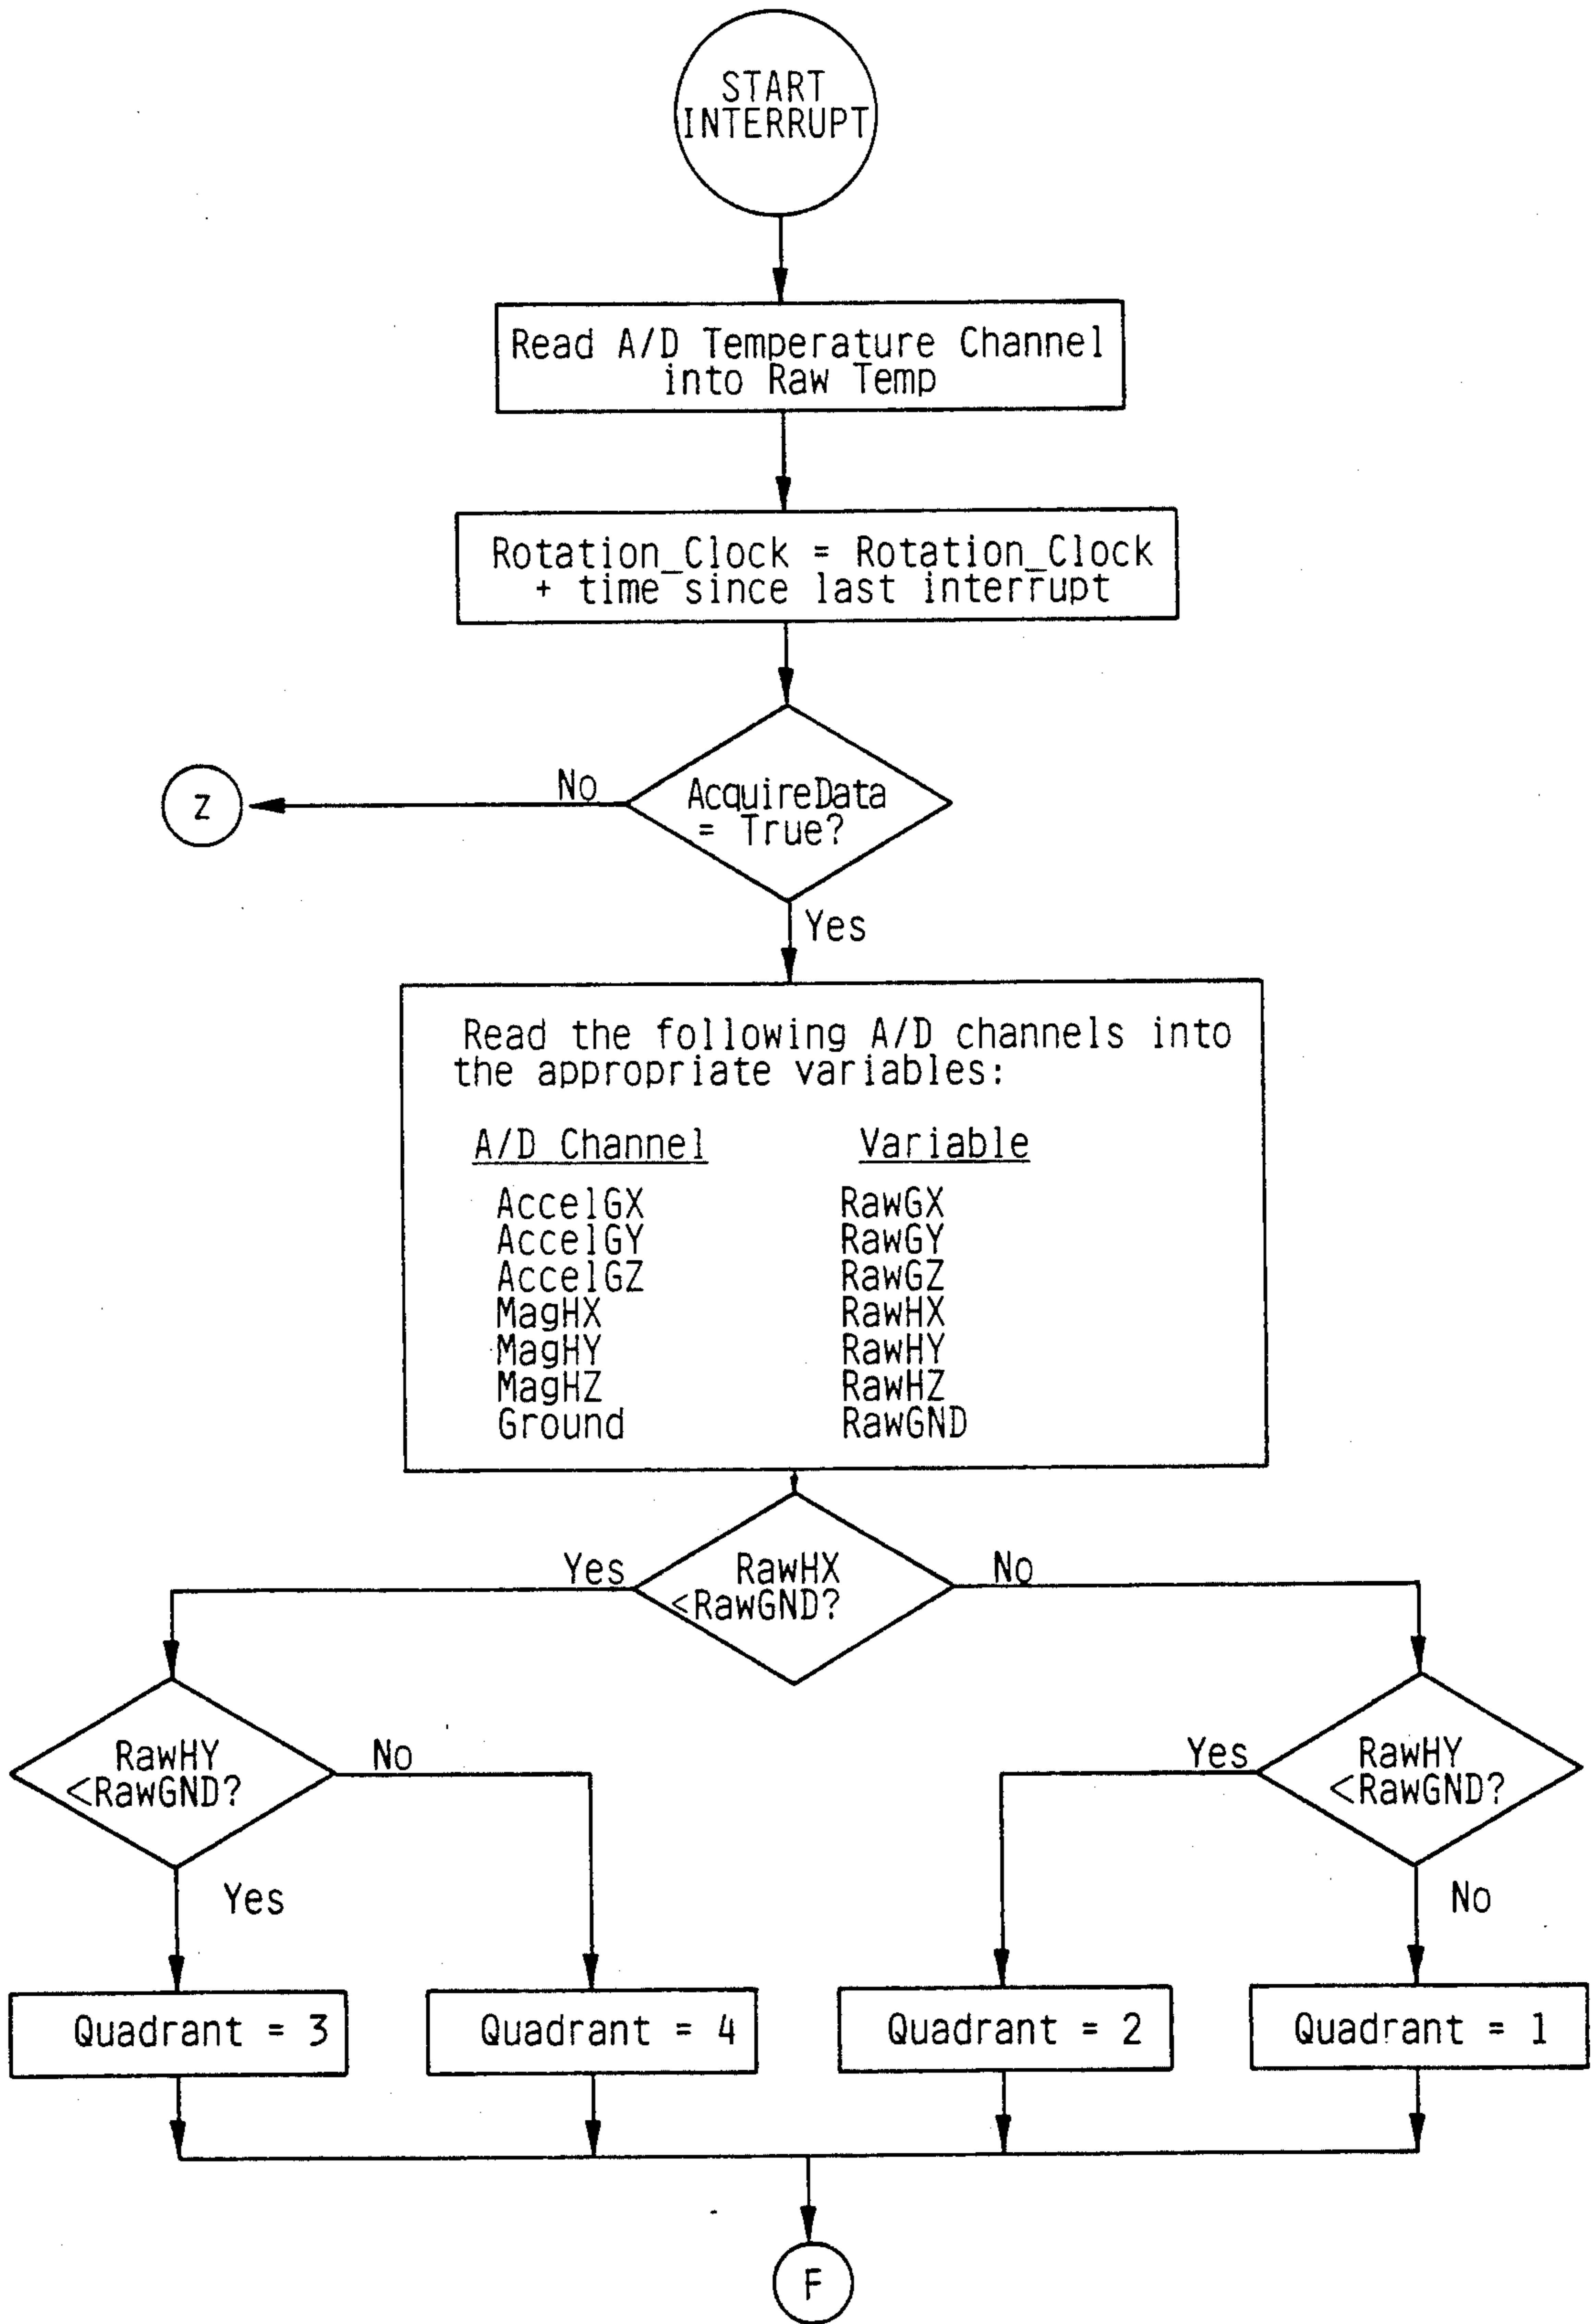 START
INTERRUPT
Read A/D Temperature Channel
into Raw Temp
Rotation_Clock = Rotation_Clock
+ time since last interrupt
AcquireData
= True?
No
Z
Yes
Read the following A/D channels into
the appropriate variables:
A/D Channel Variable
AccelGX RawGX
AccelGY RawGY
AccelGZ RawGZ
MagHX RawHX
MagHY RawHY
MagHZ RawHZ
Ground RawGND
RawHX
<RawGND?
Yes
No
RawHY
<RawGND?
No
Yes
Yes
RawHY
<RawGND?
No
Quadrant = 3
Quadrant = 4
Quadrant = 2
Quadrant = 1
F